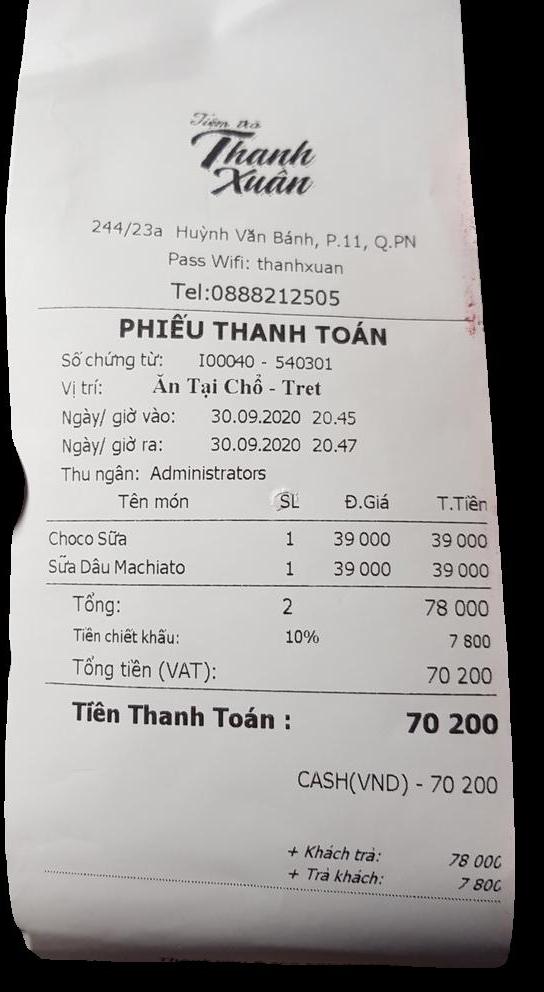 Tiệm trà
Thanh
Xuân
244/23a Huỳnh Văn Bánh, P.11, Q.PN
Pass Wifi: thanhxuan
Tel:0888212505
PHIẾU THANH TOÁN
Số chứng từ: I00040 - 540301
Vị trí: Ăn Tại Chổ - Tret
Ngày/ giờ vào: 30.09.2020 20.45
Ngày/ giờ ra: 30.09.2020 20.47
Thu ngân: Administrators
Tên món SL Đ.Giá T.Tiền
Choco Sữa 1 39 000 39 000
Sữa Dâu Machiato 1 39 000 39 000
Tổng: 2 78 000
Tiền chiết khấu: 10% 7 800
Tổng tiền (VAT): 70 200
Tiền Thanh Toán : 70 200
CASH(VND) - 70 200
+ Khách trả: 78 000
+ Trả khách: 7 800